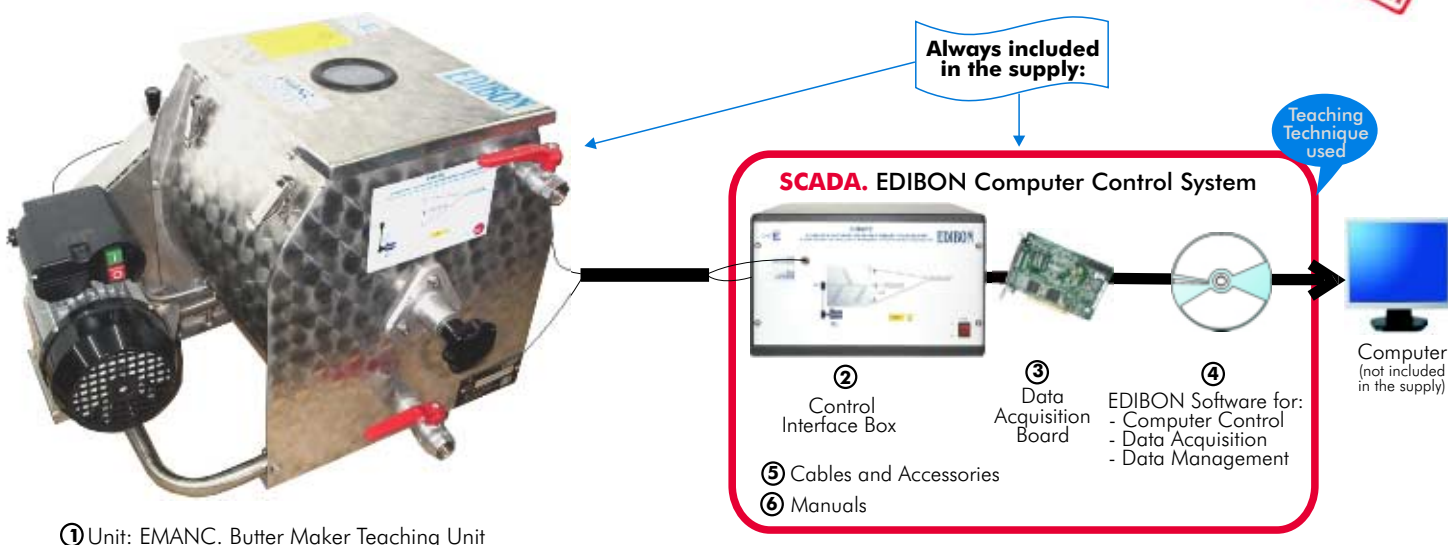 Always included
in the supply:
Teaching
Technique
used
SCADA. EDIBON Computer Control System
EDIBON
EDIBON
② Control
Interface Box
③ Data
Acquisition
Board
④ EDIBON Software for:
- Computer Control
- Data Acquisition
- Data Management
Computer
(not included
in the supply)
⑤ Cables and Accessories
⑥ Manuals
① Unit: EMANC. Butter Maker Teaching Unit